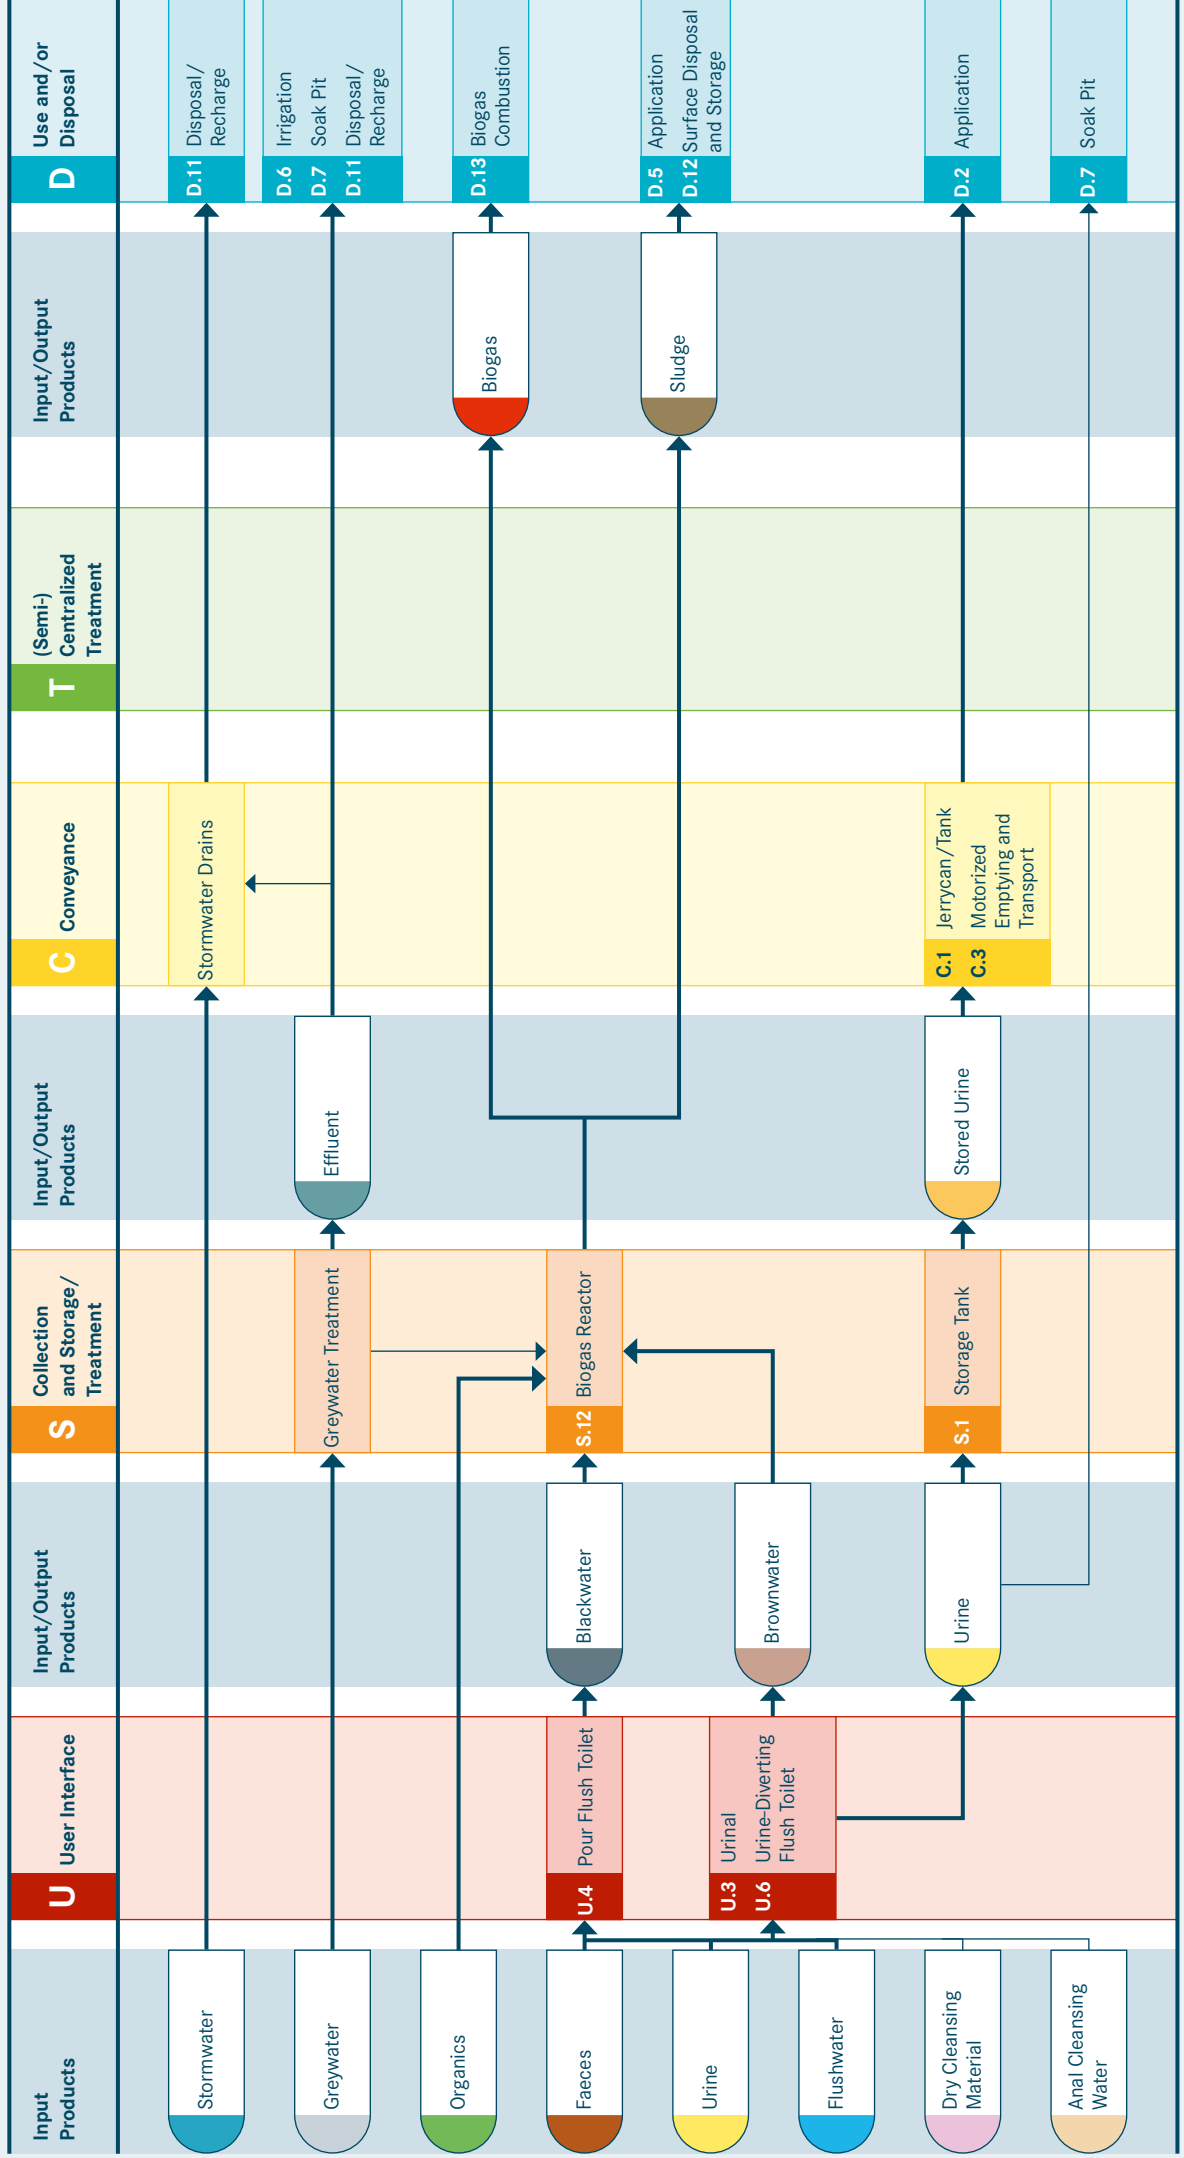 Input
Products
U
User Interface
Input/Output
Products
S
Collection
and Storage/
Treatment
Input/Output
Products
C
Conveyance
T
(Semi-)
Centralized
Treatment
Input/Output
Products
D
Use and/or
Disposal
Stormwater
Stormwater Drains
D.11
Disposal/
Recharge
Greywater
Greywater Treatment
Effluent
D.6
Irrigation
D.7
Soak Pit
D.11
Disposal/
Recharge
Organics
Biogas
D.13
Biogas
Combustion
Faeces
U.4
Pour Flush Toilet
Blackwater
S.12
Biogas Reactor
Urine
Sludge
D.5
Application
D.12
Surface Disposal
and Storage
U.3
Urinal
U.6
Urine-Diverting
Flush Toilet
Brownwater
Flushwater
Dry Cleansing
Material
Urine
S.1
Storage Tank
Stored Urine
C.1
Jerrycan/Tank
C.3
Motorized
Emptying and
Transport
D.2
Application
Anal Cleansing
Water
D.7
Soak Pit